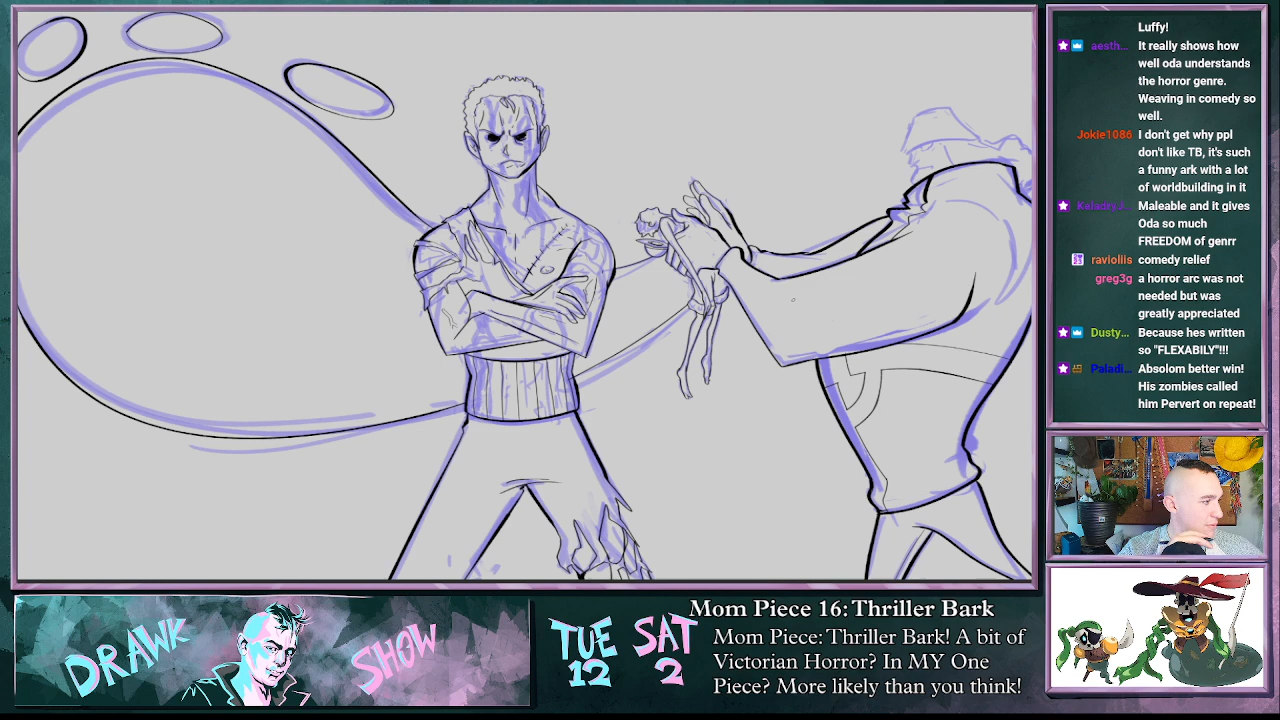 Luffy!
aesth... It really shows how
well oda understands
the horror genre.
Weaving in comedy so
well.
Jokie1086 I don't get why ppl
don't like TB, it's such
a funny ark with a lot
of worldbuilding in it
KeladryJ... Maleable and it gives
Oda so much
FREEDOM of genrr
raviollis comedy relief
greg3g a horror arc was not
needed but was
greatly appreciated
Dusty... Because hes written
so "FLEXABILY"!!!
Paladi... Absolom better win!
His zombies called
him Pervert on repeat!
DRAWK
SHOW
TUE
12
SAT
2
Mom Piece 16: Thriller Bark
Mom Piece: Thriller Bark! A bit of
Victorian Horror? In MY One
Piece? More likely than you think!